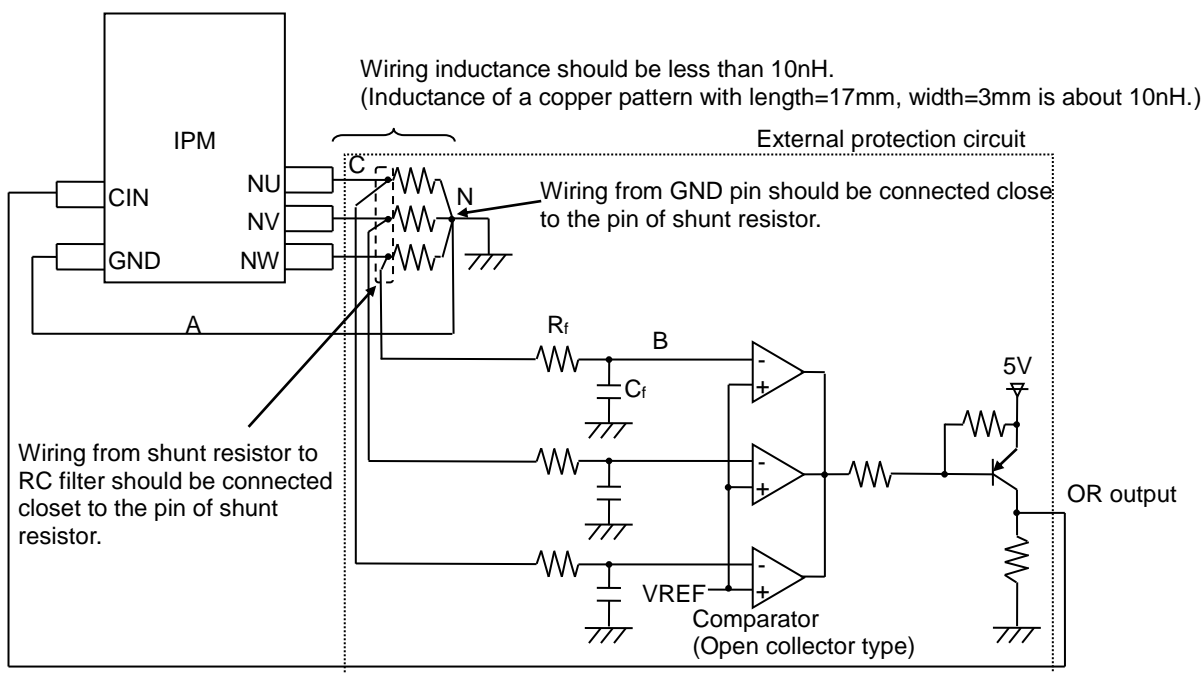 Wiring inductance should be less than 10nH.
(Inductance of a copper pattern with length=17mm, width=3mm is about 10nH.)
External protection circuit
IPM
C
NU
CIN
N
Wiring from GND pin should be connected close
to the pin of shunt resistor.
NV
GND
NW
A
Rf
B
5V
Cf
Wiring from shunt resistor to
RC filter should be connected
closet to the pin of shunt
resistor.
-
+
-
+
-
+
OR output
VREF
Comparator
(Open collector type)